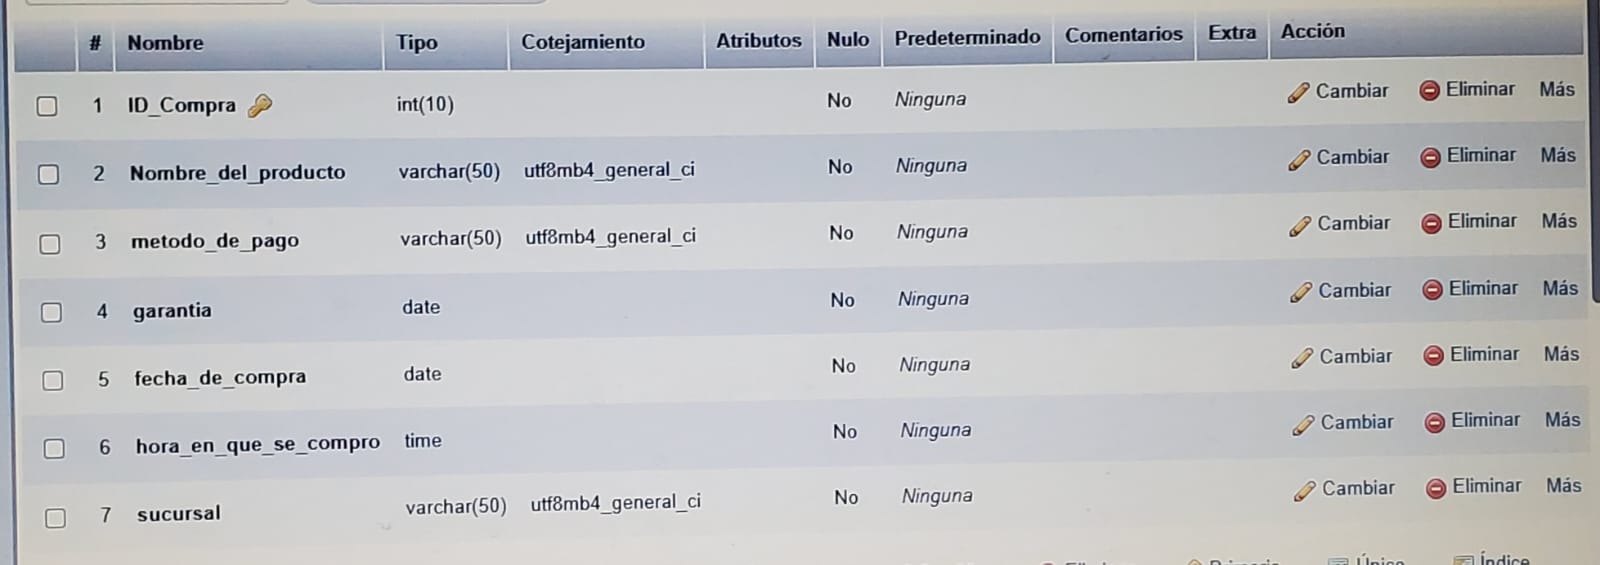 # Nombre Tipo Cotejamiento Atributos Nulo Predeterminado Comentarios Extra Acción
1 ID_Compra int(10) No Ninguna Cambiar Eliminar Más
2 Nombre_del_producto varchar(50) utf8mb4_general_ci No Ninguna Cambiar Eliminar Más
3 metodo_de_pago varchar(50) utf8mb4_general_ci No Ninguna Cambiar Eliminar Más
4 garantia date No Ninguna Cambiar Eliminar Más
5 fecha_de_compra date No Ninguna Cambiar Eliminar Más
6 hora_en_que_se_compro time No Ninguna Cambiar Eliminar Más
7 sucursal varchar(50) utf8mb4_general_ci No Ninguna Cambiar Eliminar Más
Único Índice